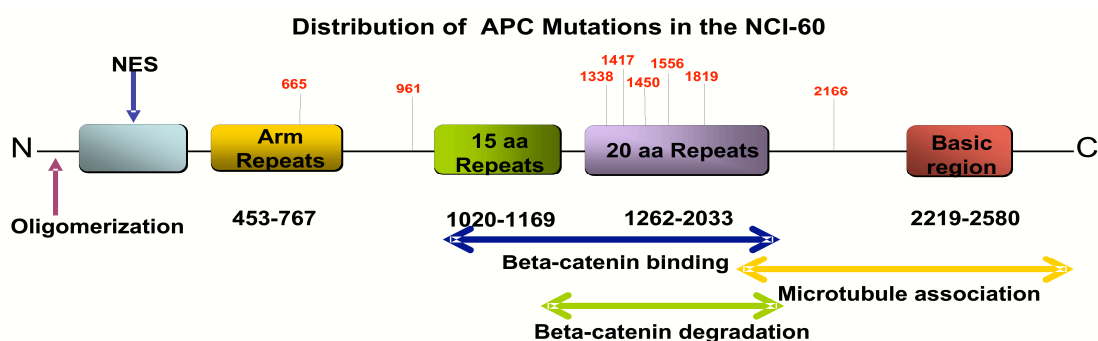 Distribution of APC Mutations in the NCI-60
NES
665
961
1338
1417
1450
1556
1819
2166
N
Arm
Repeats
15 aa
Repeats
20 aa Repeats
Basic
region
C
Oligomerization
453-767
1020-1169
1262-2033
2219-2580
Beta-catenin binding
Microtubule association
Beta-catenin degradation